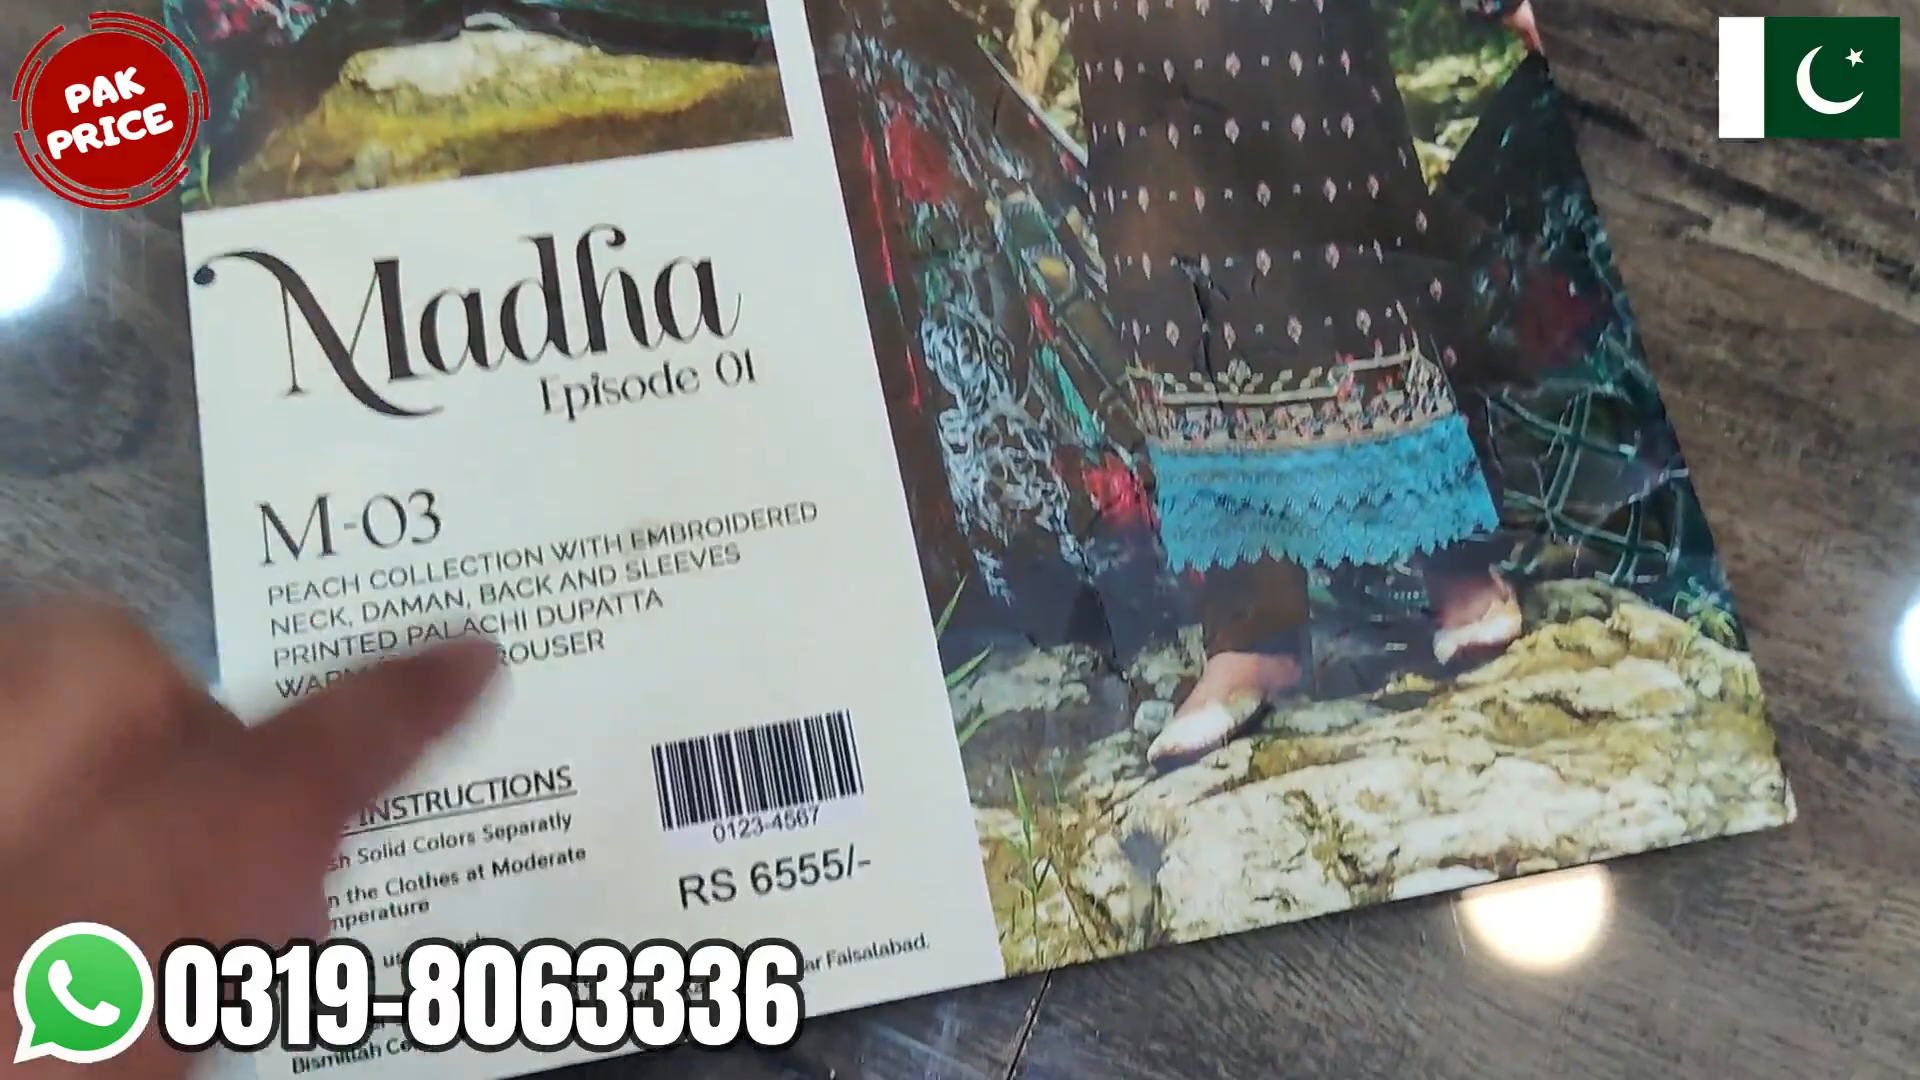 PAK
PRICE
Madha
Episode 01
M-03
PEACH COLLECTION WITH EMBROIDERED
NECK, DAMAN, BACK AND SLEEVES
PRINTED PALACHI DUPATTA
INSTRUCTIONS
Solid Colors Separatly
the Clothes at Moderate
0123-4567
RS 6555/-
Faisalabad.
0319-8063336
Bismillah